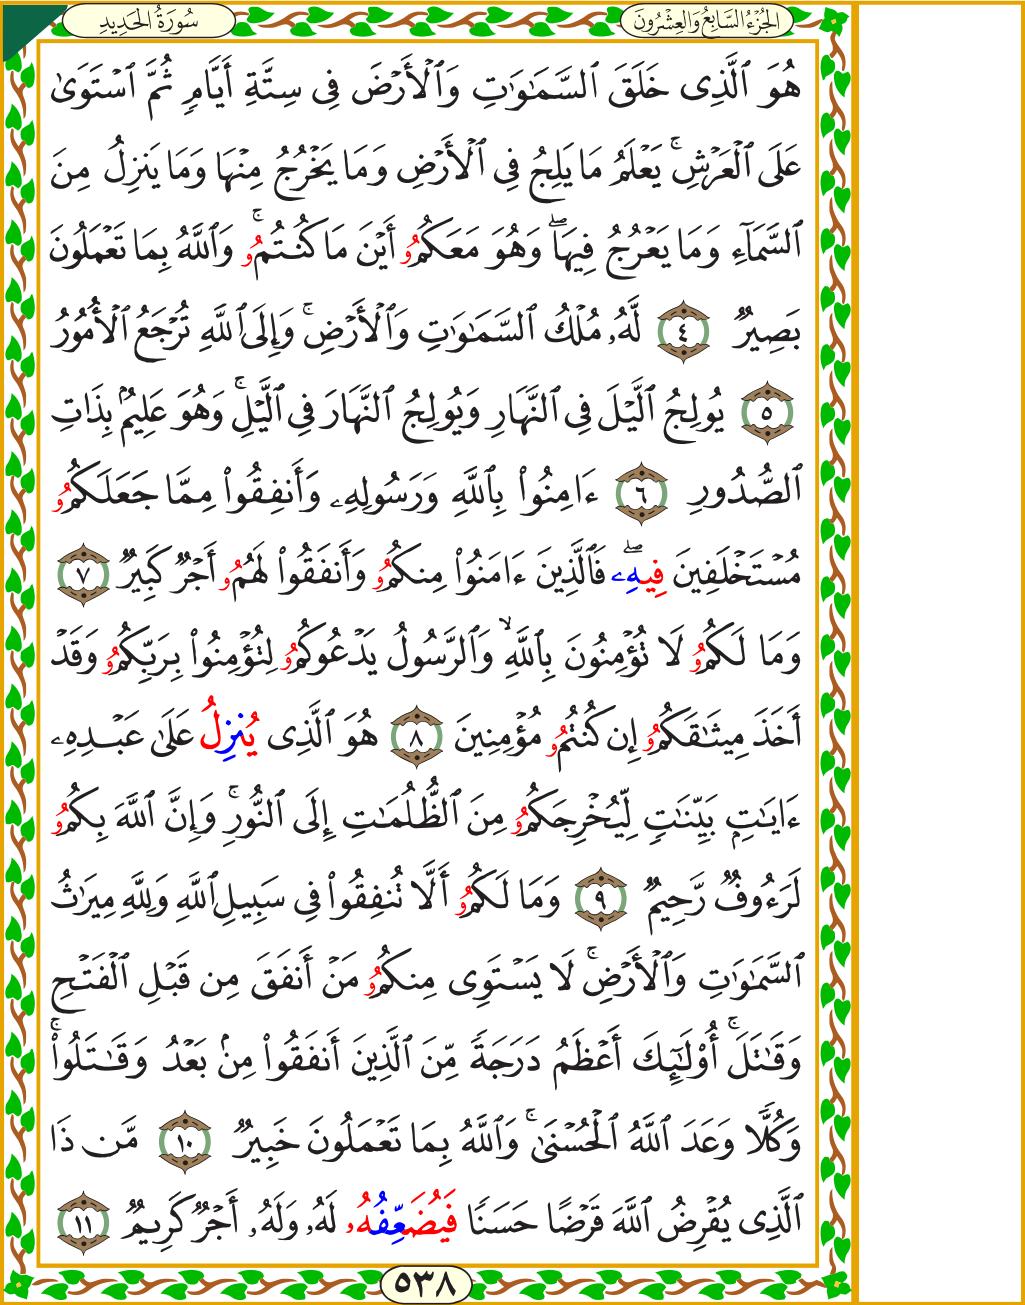 سُورَةُ الحَدِيدِ
الجُزْءُ السَّابِعُ وَالعِشْرُونَ
هُوَ ٱلَّذِى خَلَقَ ٱلسَّمَـٰوَٰتِ وَٱلْأَرْضَ فِى سِتَّةِ أَيَّامٍ ثُمَّ ٱسْتَوَىٰ
عَلَى ٱلْعَرْشِ ۚ يَعْلَمُ مَا يَلِجُ فِى ٱلْأَرْضِ وَمَا يَخْرُجُ مِنْهَا وَمَا يَنزِلُ مِنَ
ٱلسَّمَآءِ وَمَا يَعْرُجُ فِيهَا ۖ وَهُوَ مَعَكُمُۥ أَيْنَ مَا كُنتُمُۥ ۚ وَٱللَّهُ بِمَا تَعْمَلُونَ
بَصِيرٌ ٤ لَّهُۥ مُلْكُ ٱلسَّمَـٰوَٰتِ وَٱلْأَرْضِ ۚ وَإِلَى ٱللَّهِ تُرْجَعُ ٱلْأُمُورُ
٥ يُولِجُ ٱلَّيْلَ فِى ٱلنَّهَارِ وَيُولِجُ ٱلنَّهَارَ فِى ٱلَّيْلِ ۚ وَهُوَ عَلِيمٌۢ بِذَاتِ
ٱلصُّدُورِ ٦ ءَامِنُوا۟ بِٱللَّهِ وَرَسُولِهِۦ وَأَنفِقُوا۟ مِمَّا جَعَلَكُمُۥ
مُسْتَخْلَفِينَ فِيهِۦ ۖ فَٱلَّذِينَ ءَامَنُوا۟ مِنكُمُۥ وَأَنفَقُوا۟ لَهُمُۥ أَجْرٌ كَبِيرٌ ٧
وَمَا لَكُمُۥ لَا تُؤْمِنُونَ بِٱللَّهِ ۙ وَٱلرَّسُولُ يَدْعُوكُمُۥ لِتُؤْمِنُوا۟ بِرَبِّكُمُۥ وَقَدْ
أَخَذَ مِيثَـٰقَكُمُۥ إِن كُنتُمُۥ مُؤْمِنِينَ ٨ هُوَ ٱلَّذِى يُنزِلُ عَلَىٰ عَبْدِهِۦ
ءَايَـٰتٍۭ بَيِّنَـٰتٍ لِّيُخْرِجَكُمُۥ مِنَ ٱلظُّلُمَـٰتِ إِلَى ٱلنُّورِ ۚ وَإِنَّ ٱللَّهَ بِكُمُۥ
لَرَءُوفٌ رَّحِيمٌ ٩ وَمَا لَكُمُۥ أَلَّا تُنفِقُوا۟ فِى سَبِيلِ ٱللَّهِ وَلِلَّهِ مِيرَٰثُ
ٱلسَّمَـٰوَٰتِ وَٱلْأَرْضِ ۚ لَا يَسْتَوِى مِنكُمُۥ مَنْ أَنفَقَ مِن قَبْلِ ٱلْفَتْحِ
وَقَـٰتَلَ ۚ أُو۟لَـٰٓئِكَ أَعْظَمُ دَرَجَةً مِّنَ ٱلَّذِينَ أَنفَقُوا۟ مِنۢ بَعْدُ وَقَـٰتَلُوا۟ ۚ
وَكُلًّا وَعَدَ ٱللَّهُ ٱلْحُسْنَىٰ ۚ وَٱللَّهُ بِمَا تَعْمَلُونَ خَبِيرٌ ١٠ مَّن ذَا
ٱلَّذِى يُقْرِضُ ٱللَّهَ قَرْضًا حَسَنًا فَيُضَعِّفُهُۥ لَهُۥ وَلَهُۥ أَجْرٌ كَرِيمٌ ١١
٥٣٨